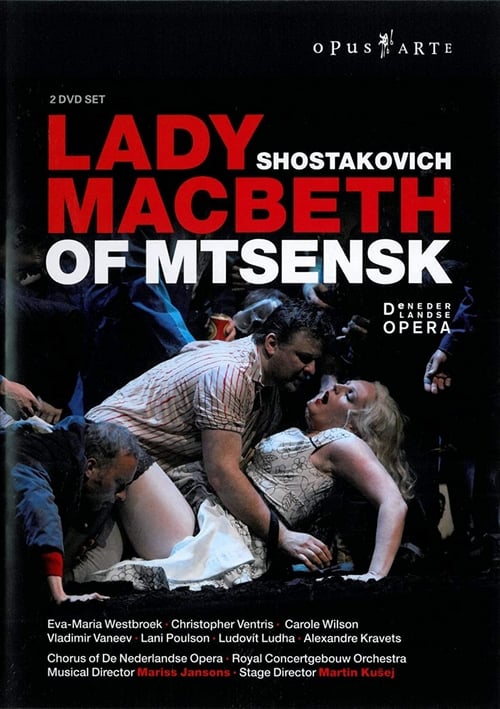 OPUS ARTE
2 DVD SET
LADY
SHOSTAKOVICH
MACBETH
OF MTSENSK
De NEDER
LANDSE
OPERA
Eva-Maria Westbroek · Christopher Ventris · Carole Wilson
Vladimir Vaneev · Lani Poulson · Ludovít Ludha · Alexandre Kravets
Chorus of De Nederlandse Opera · Royal Concertgebouw Orchestra
Musical Director Mariss Jansons · Stage Director Martin Kušej